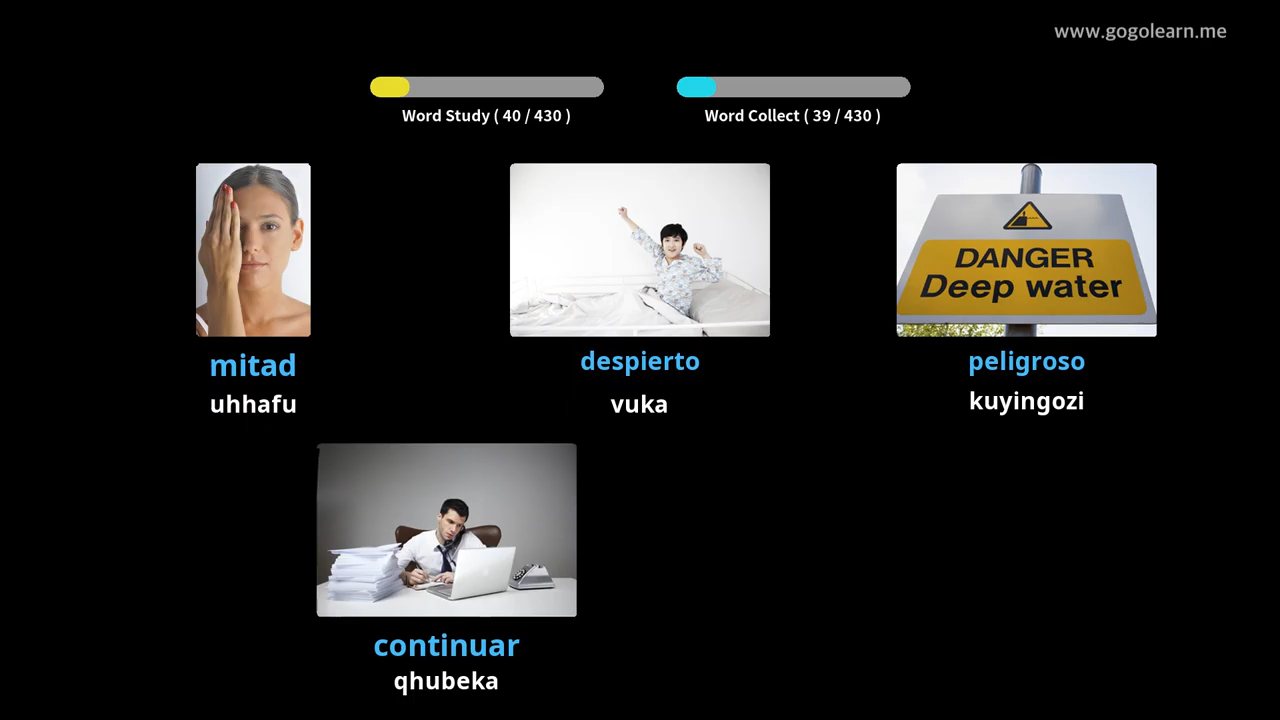 www.gogolearn.me
Word Study ( 40 / 430 )
Word Collect ( 39 / 430 )
DANGER
Deep water
mitad
uhhafu
despierto
vuka
peligroso
kuyingozi
continuar
qhubeka